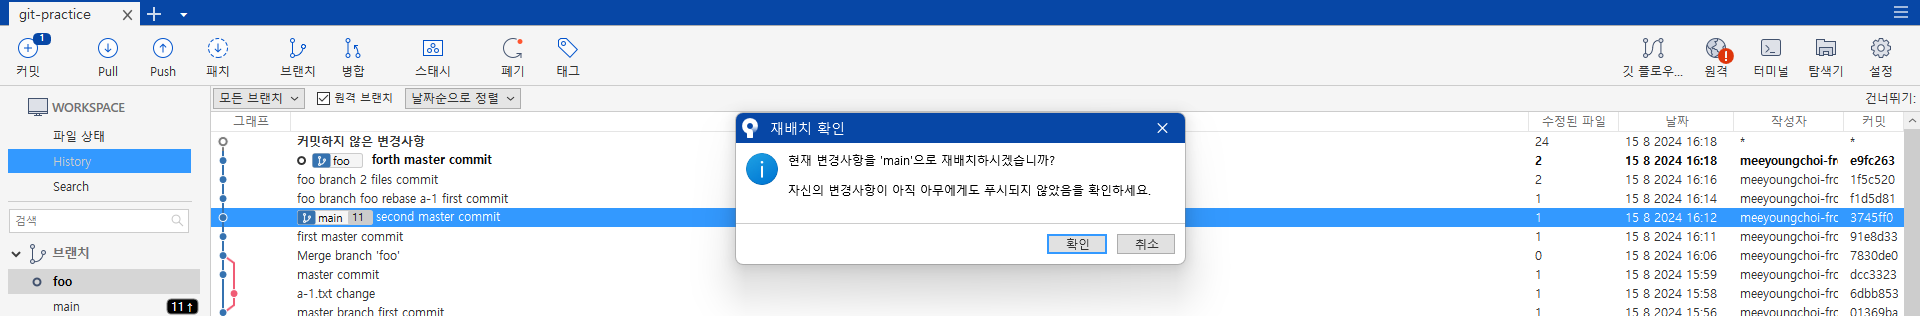 git-practice
1
커밋 Pull Push 패치 브랜치 병합 스태시 폐기 태그 깃 플로우... 원격 터미널 탐색기 설정
WORKSPACE
파일 상태
History
Search
검색
브랜치
foo
main 11↑
모든 브랜치 원격 브랜치 날짜순으로 정렬 건너뛰기:
그래프 수정된 파일 날짜 작성자 커밋
커밋하지 않은 변경사항 24 15 8 2024 16:18 * *
foo forth master commit 2 15 8 2024 16:18 meeyoungchoi-frc e9fc263
foo branch 2 files commit 2 15 8 2024 16:16 meeyoungchoi-frc 1f5c520
foo branch foo rebase a-1 first commit 1 15 8 2024 16:14 meeyoungchoi-frc f1d5d81
main 11 second master commit 1 15 8 2024 16:12 meeyoungchoi-frc 3745ff0
first master commit 1 15 8 2024 16:11 meeyoungchoi-frc 91e8d33
Merge branch 'foo' 0 15 8 2024 16:06 meeyoungchoi-frc 7830de0
master commit 1 15 8 2024 15:59 meeyoungchoi-frc dcc3323
a-1.txt change 1 15 8 2024 15:58 meeyoungchoi-frc 6dbb853
master branch first commit 1 15 8 2024 15:56 meeyoungchoi-frc 01369ba
재배치 확인
현재 변경사항을 'main'으로 재배치하시겠습니까?
자신의 변경사항이 아직 아무에게도 푸시되지 않았음을 확인하세요.
확인 취소